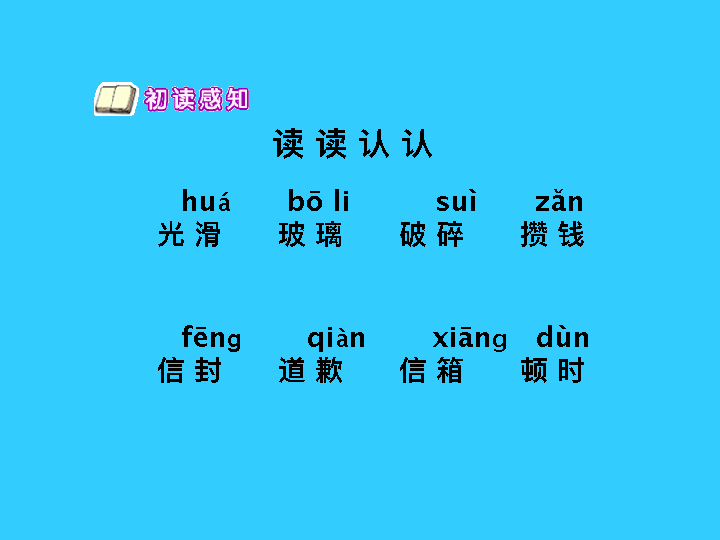 初读感知
读读认认
huá bō li suì zǎn
光滑 玻璃 破碎 攒钱
fēng qiàn xiāng dùn
信封 道歉 信箱 顿时